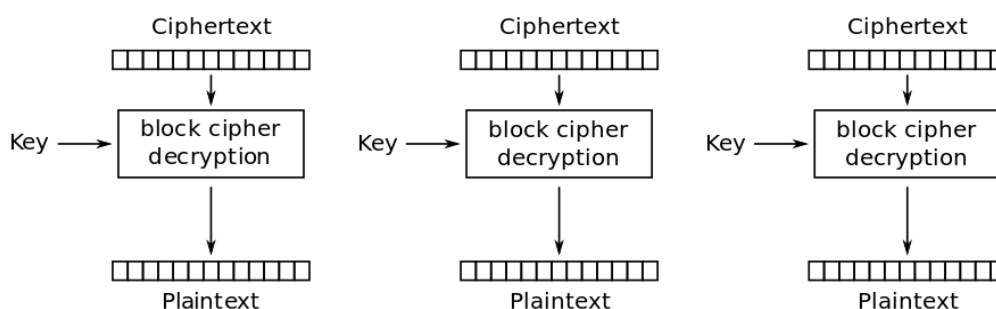 Ciphertext
Ciphertext
Ciphertext
Key
block cipher
decryption
Key
block cipher
decryption
Key
block cipher
decryption
Plaintext
Plaintext
Plaintext